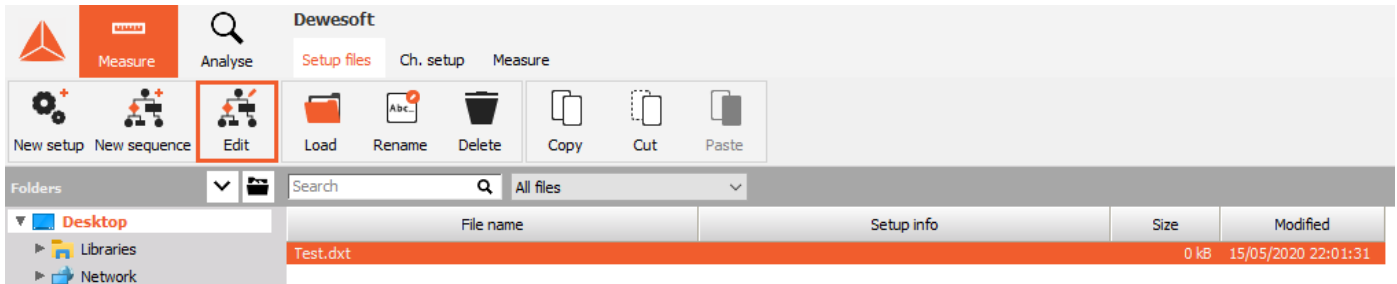 Dewesoft
Measure
Analyse
Setup files Ch. setup Measure
Abc...
New setup New sequence Edit Load Rename Delete Copy Cut Paste
Folders Search All files
Desktop File name Setup info Size Modified
Libraries Test.dxt 0 kB 15/05/2020 22:01:31
Network